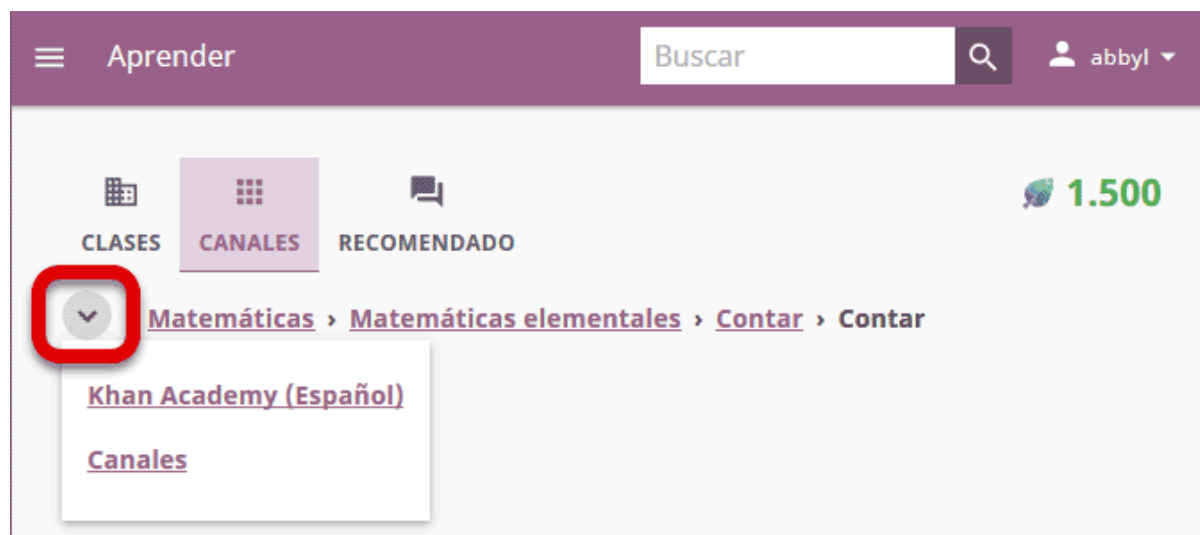 Aprender
Buscar
abbyl
CLASES
CANALES
RECOMENDADO
1.500
Matemáticas › Matemáticas elementales › Contar › Contar
Khan Academy (Español)
Canales